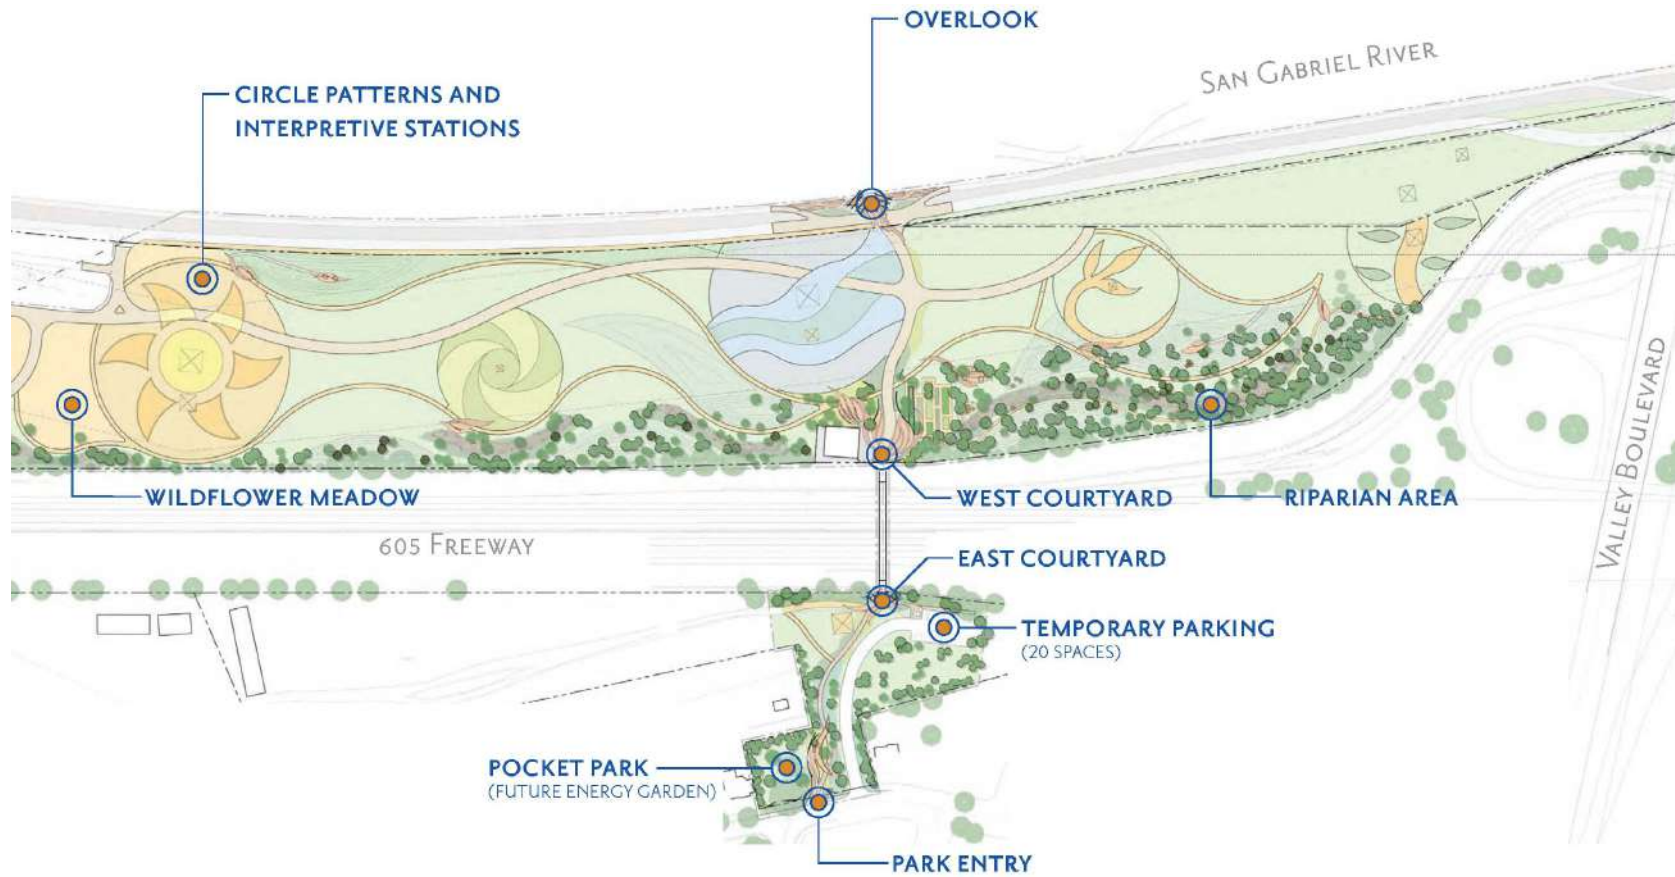 OVERLOOK
SAN GABRIEL RIVER
CIRCLE PATTERNS AND
INTERPRETIVE STATIONS
WILDFLOWER MEADOW
WEST COURTYARD
RIPARIAN AREA
VALLEY BOULEVARD
605 FREEWAY
EAST COURTYARD
TEMPORARY PARKING
(20 SPACES)
POCKET PARK
(FUTURE ENERGY GARDEN)
PARK ENTRY